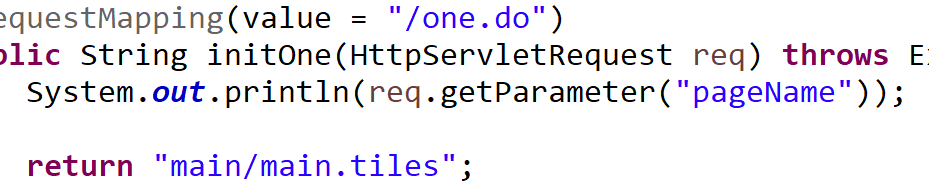 equestMapping(value = "/one.do")
blic String initOne(HttpServletRequest req) throws E
System.out.println(req.getParameter("pageName"));
return "main/main.tiles";